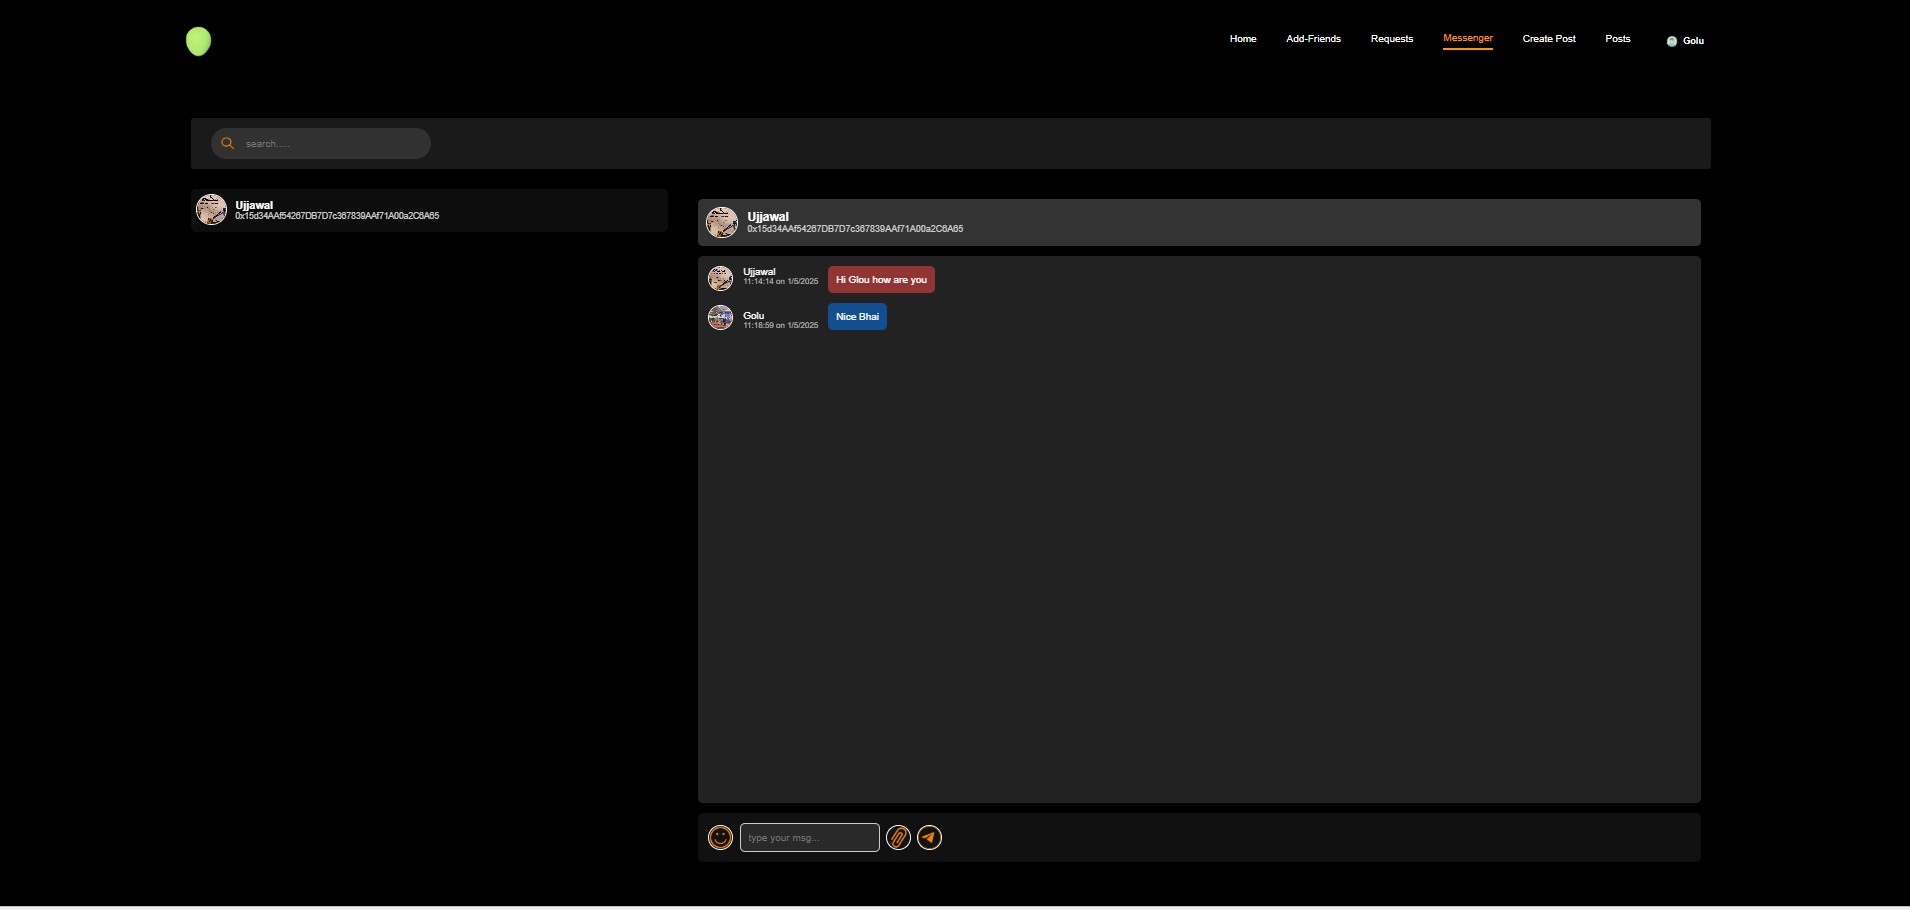 Home Add-Friends Requests Messenger Create Post Posts Golu
search.....
Ujjawal
0x15d34AAf54267DB7D7c367839AAf71A00a2C6A65
Ujjawal
0x15d34AAf54267DB7D7c367839AAf71A00a2C6A65
Ujjawal
11:14:14 on 1/5/2025
Hi Glou how are you
Golu
11:18:59 on 1/5/2025
Nice Bhai
type your msg...